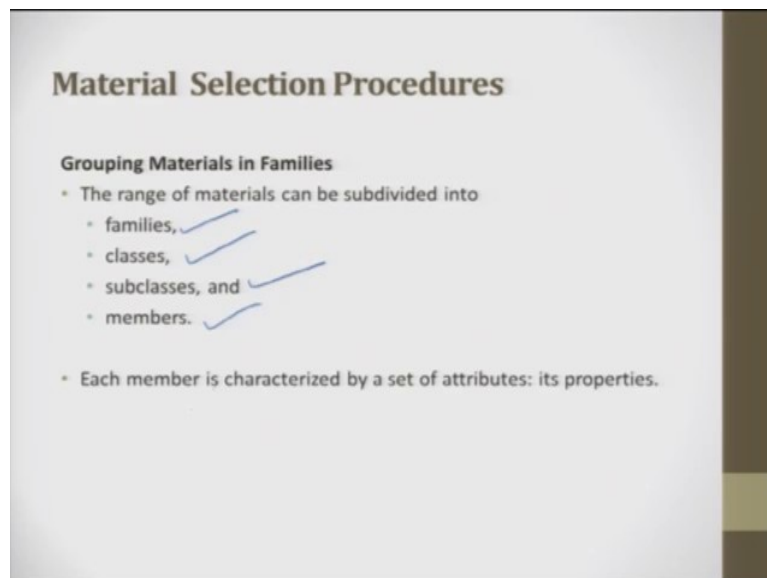 Material Selection Procedures
Grouping Materials in Families
• The range of materials can be subdivided into
• families,
• classes,
• subclasses, and
• members.
• Each member is characterized by a set of attributes: its properties.